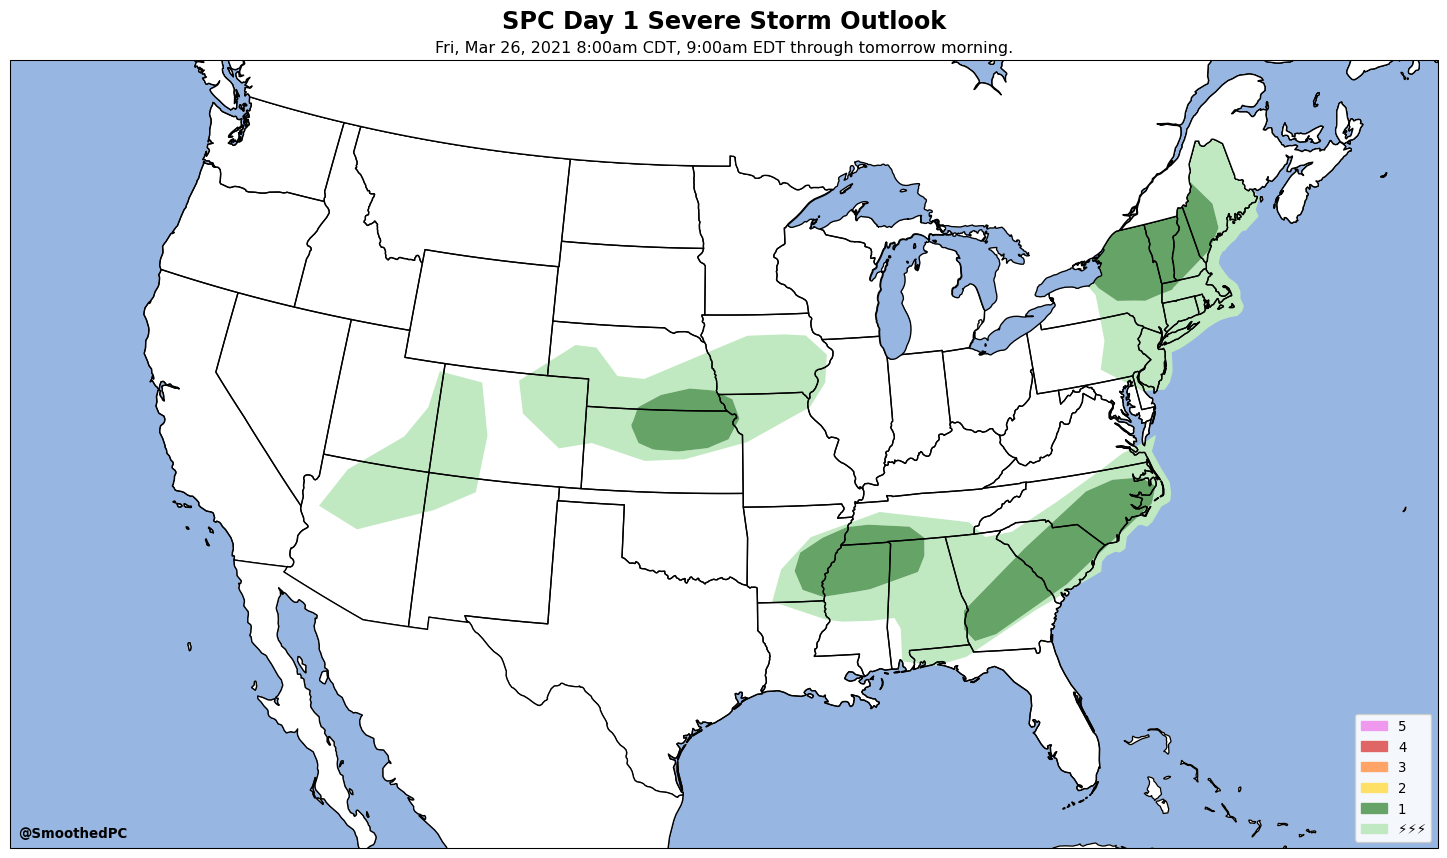 SPC Day 1 Severe Storm Outlook
Fri, Mar 26, 2021 8:00am CDT, 9:00am EDT through tomorrow morning.
5
4
3
2
1
⚡⚡⚡
@SmoothedPC